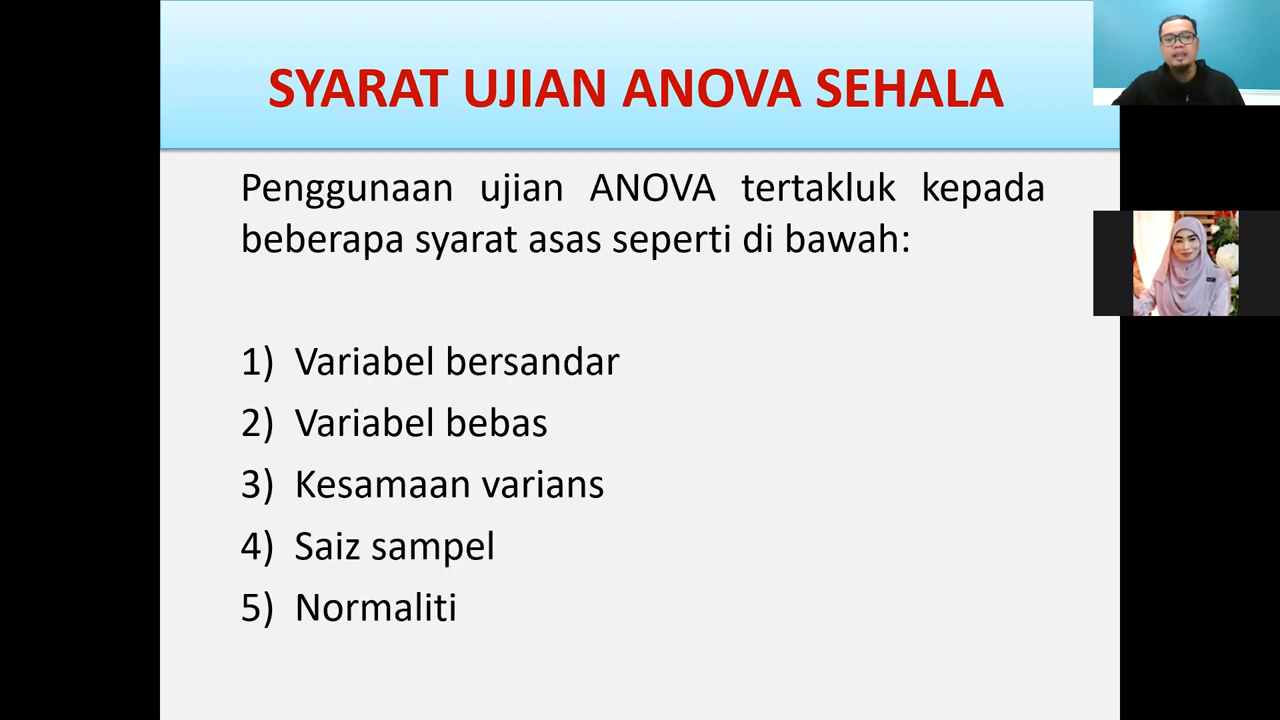 SYARAT UJIAN ANOVA SEHALA
Penggunaan ujian ANOVA tertakluk kepada
beberapa syarat asas seperti di bawah:
1) Variabel bersandar
2) Variabel bebas
3) Kesamaan varians
4) Saiz sampel
5) Normaliti